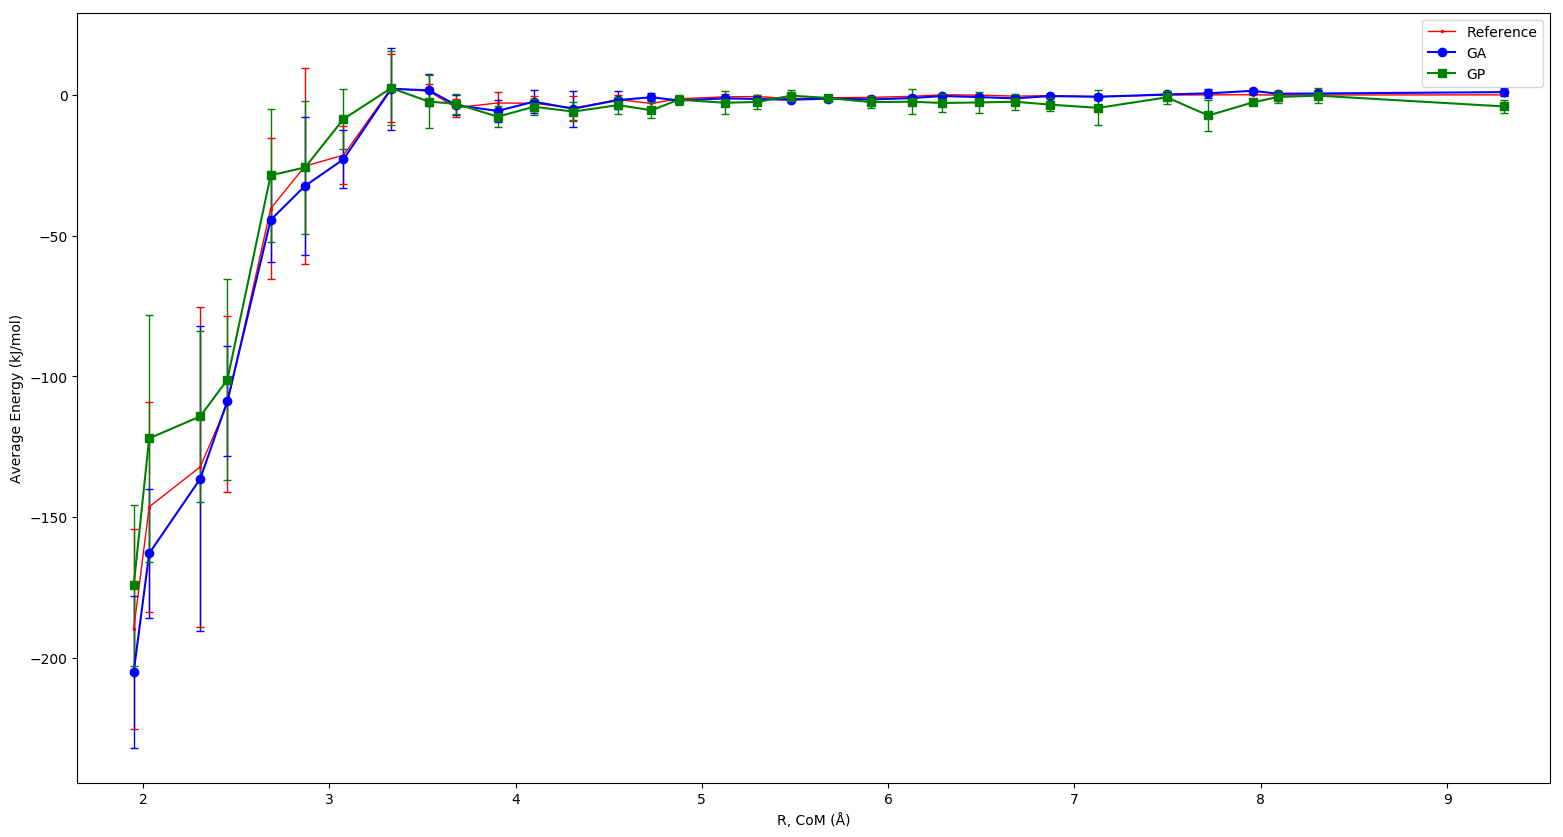 Reference
GA
GP
0
−50
−100
−150
−200
Average Energy (kJ/mol)
2 3 4 5 6 7 8 9
R, CoM (Å)